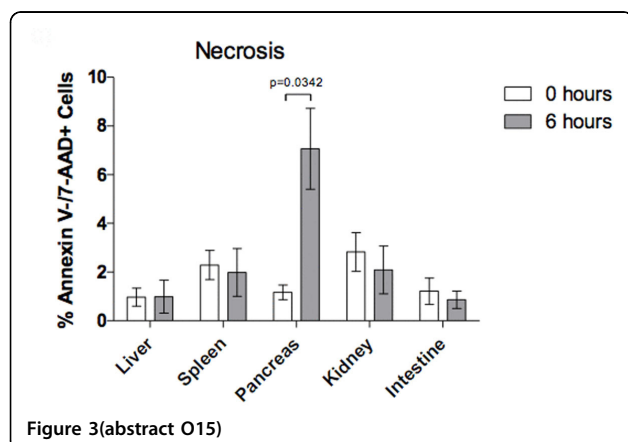 Necrosis
% Annexin V-/7-AAD+ Cells
10
8
6
4
2
0
p=0.0342
0 hours
6 hours
Liver
Spleen
Pancreas
Kidney
Intestine
Figure 3(abstract O15)